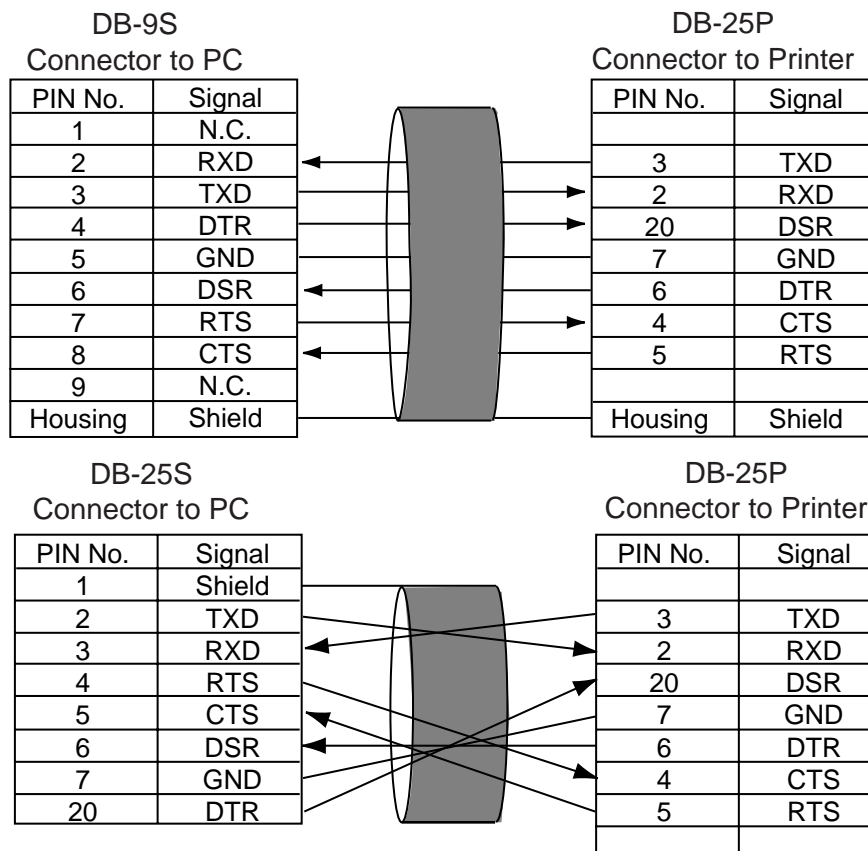 DB-9S
Connector to PC
DB-25P
Connector to Printer
PIN No. Signal
1 N.C.
2 RXD
3 TXD
4 DTR
5 GND
6 DSR
7 RTS
8 CTS
9 N.C.
Housing Shield
PIN No. Signal
3 TXD
2 RXD
20 DSR
7 GND
6 DTR
4 CTS
5 RTS
Housing Shield
DB-25S
Connector to PC
DB-25P
Connector to Printer
PIN No. Signal
1 Shield
2 TXD
3 RXD
4 RTS
5 CTS
6 DSR
7 GND
20 DTR
PIN No. Signal
3 TXD
2 RXD
20 DSR
7 GND
6 DTR
4 CTS
5 RTS